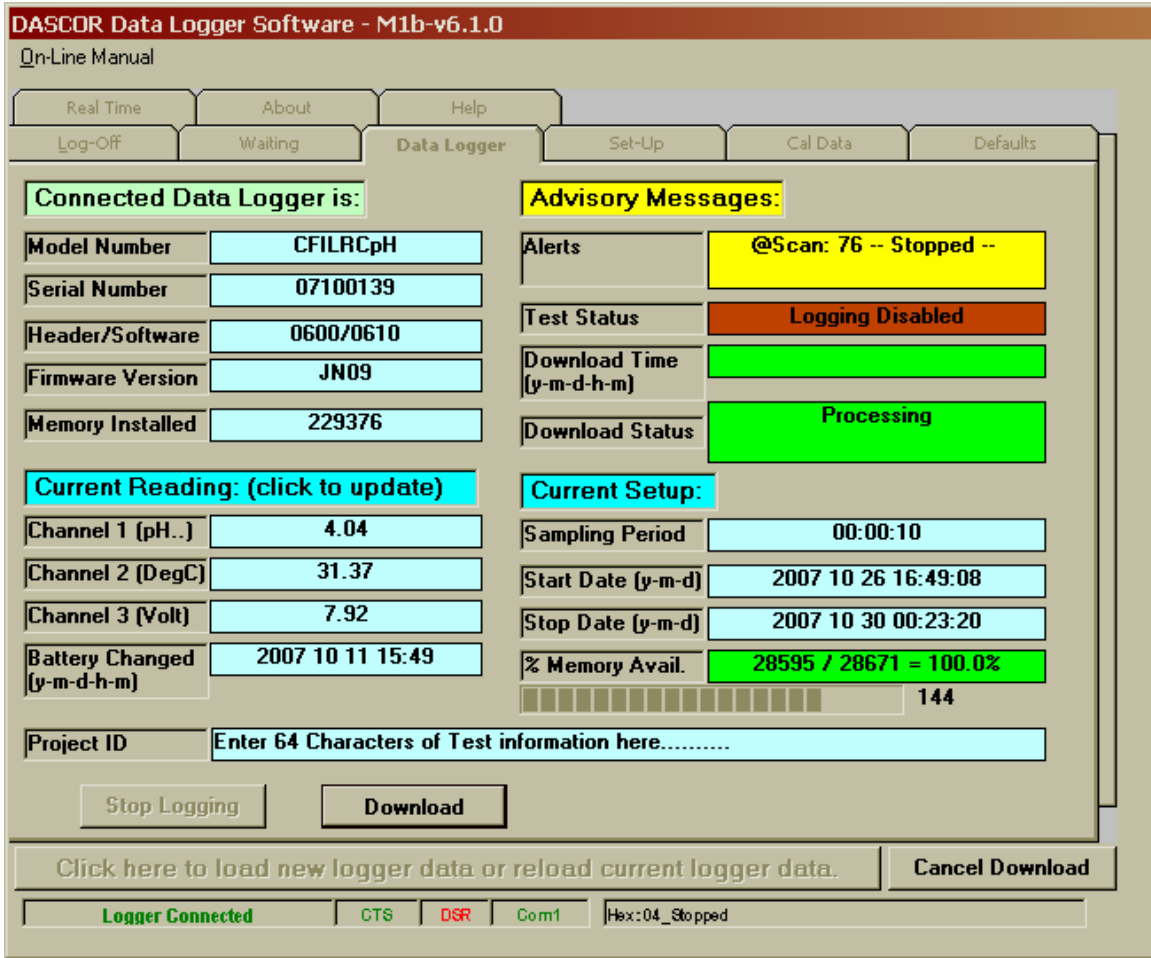 DASCOR Data Logger Software - M1b-v6.1.0
On-Line Manual
Real Time
About
Help
Log-Off
Waiting
Data Logger
Set-Up
Cal Data
Defaults
Connected Data Logger is:
Model Number
CFILRCpH
Serial Number
07100139
Header/Software
0600/0610
Firmware Version
JN09
Memory Installed
229376
Advisory Messages:
Alerts
@Scan: 76 -- Stopped --
Test Status
Logging Disabled
Download Time
(y-m-d-h-m)
Download Status
Processing
Current Reading: (click to update)
Channel 1 (pH..)
4.04
Channel 2 (DegC)
31.37
Channel 3 (Volt)
7.92
Battery Changed
(y-m-d-h-m)
2007 10 11 15:49
Current Setup:
Sampling Period
00:00:10
Start Date (y-m-d)
2007 10 26 16:49:08
Stop Date (y-m-d)
2007 10 30 00:23:20
% Memory Avail.
28595 / 28671 = 100.0%
144
Project ID
Enter 64 Characters of Test information here..........
Stop Logging
Download
Click here to load new logger data or reload current logger data.
Cancel Download
Logger Connected
CTS
DSR
Com1
Hex:04_Stopped